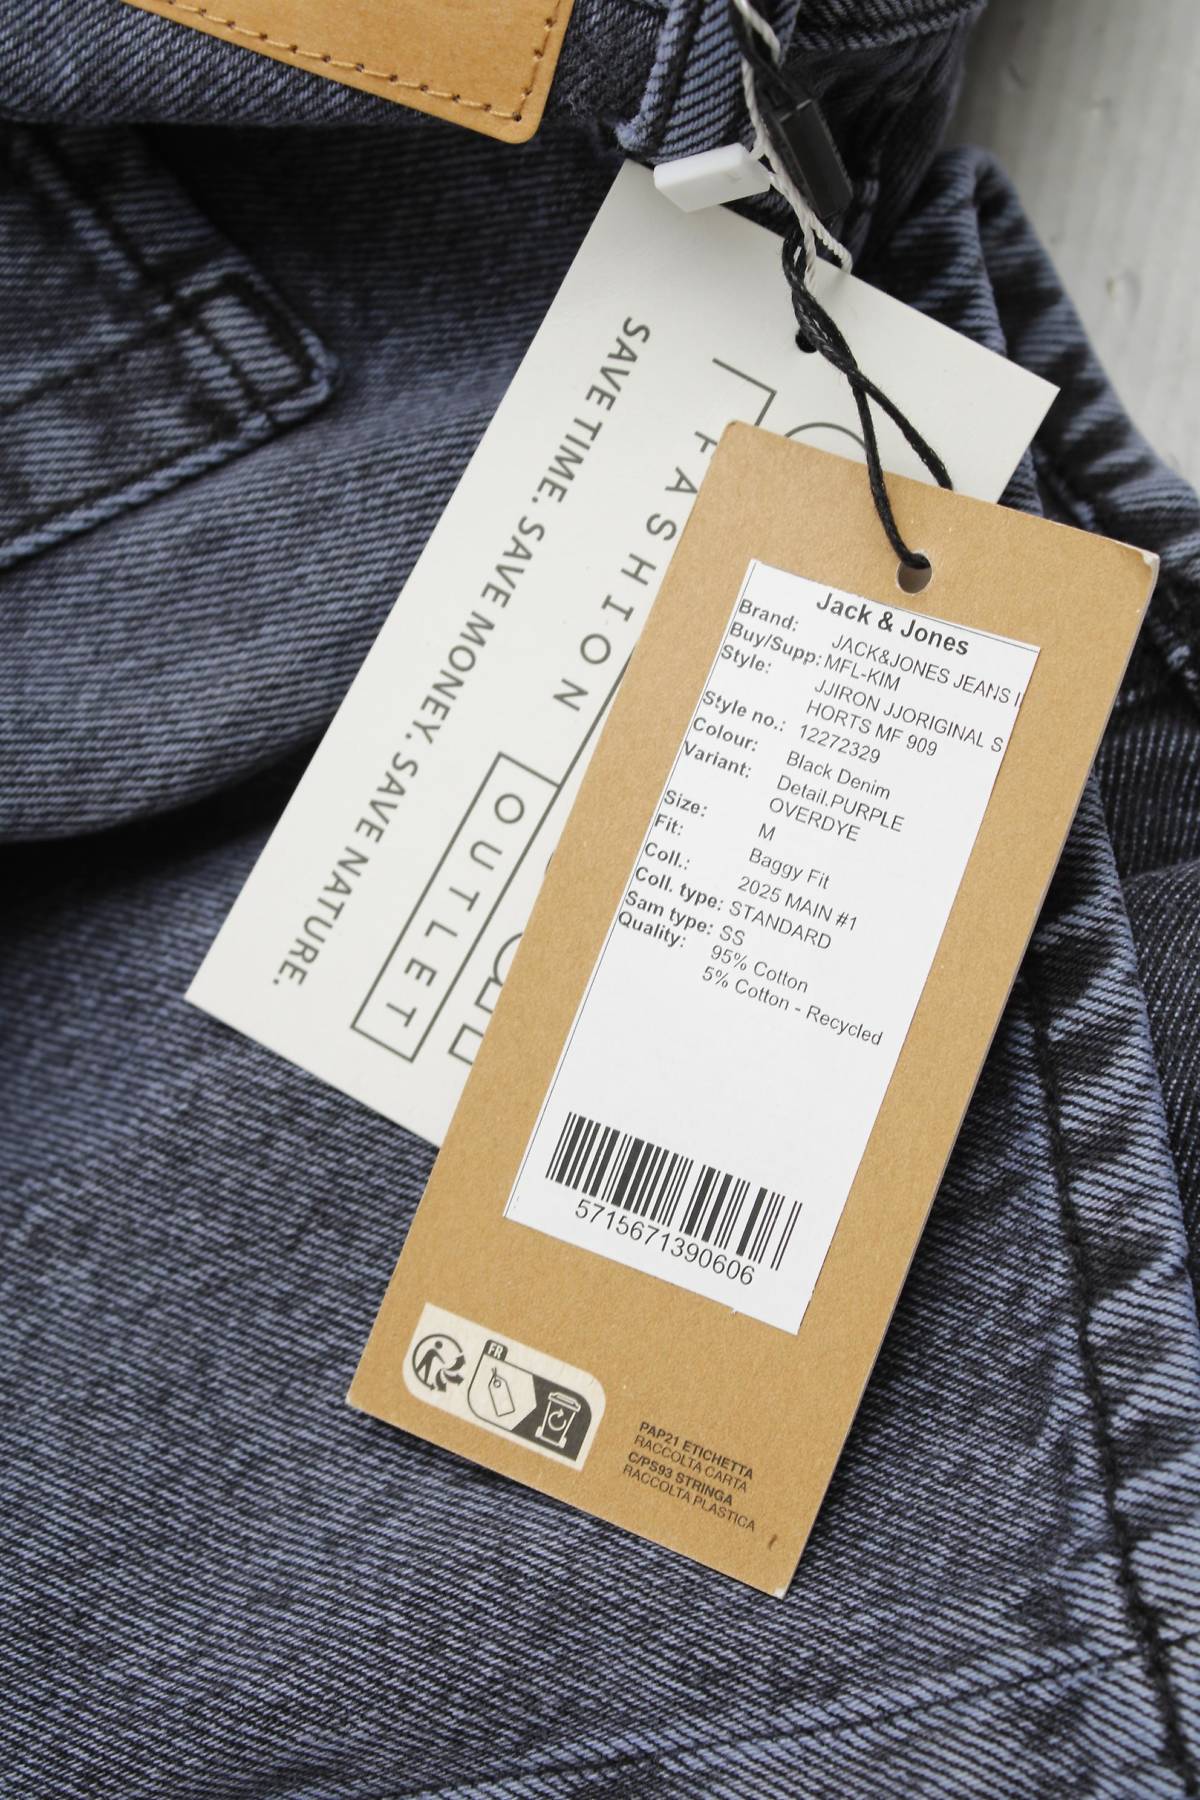 SAVE TIME. SAVE MONEY. SAVE NATURE.
FASHION
OUTLET
Jack & Jones
Brand: JACK&JONES JEANS I
Buy/Supp: MFL-KIM
Style: JJIRON JJORIGINAL S
HORTS MF 909
Style no.: 12272329
Colour: Black Denim
Variant: Detail.PURPLE
OVERDYE
Size: M
Fit: Baggy Fit
Coll.: 2025 MAIN #1
Coll. type: STANDARD
Sam type: SS
Quality: 95% Cotton
5% Cotton - Recycled
5715671390606
FR
PAP21 ETICHETTA
RACCOLTA CARTA
C/PS93 STRINGA
RACCOLTA PLASTICA